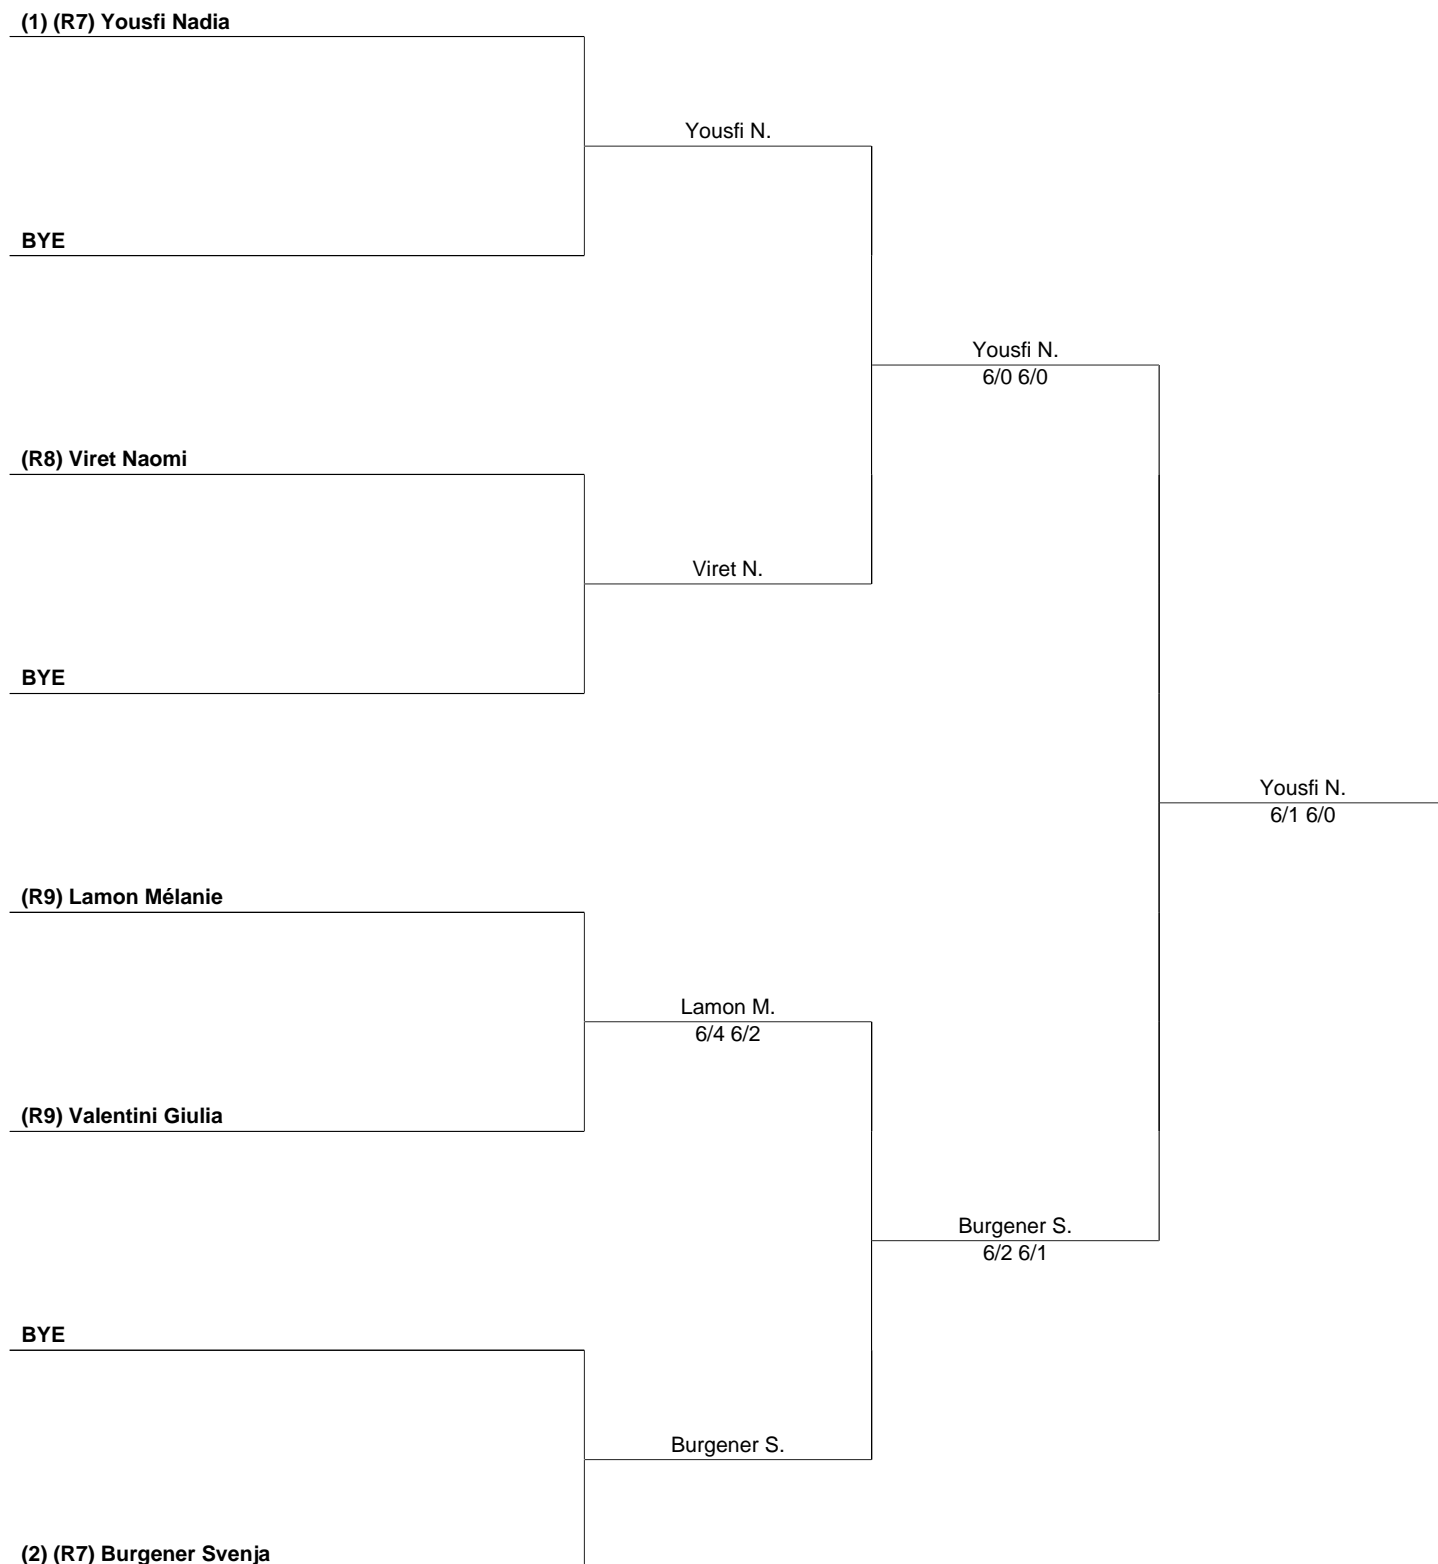 (1) (R7) Yousfi Nadia
Yousfi N.
BYE
Yousfi N.
6/0 6/0
(R8) Viret Naomi
Viret N.
BYE
Yousfi N.
6/1 6/0
(R9) Lamon Mélanie
Lamon M.
6/4 6/2
(R9) Valentini Giulia
Burgener S.
6/2 6/1
BYE
Burgener S.
(2) (R7) Burgener Svenja